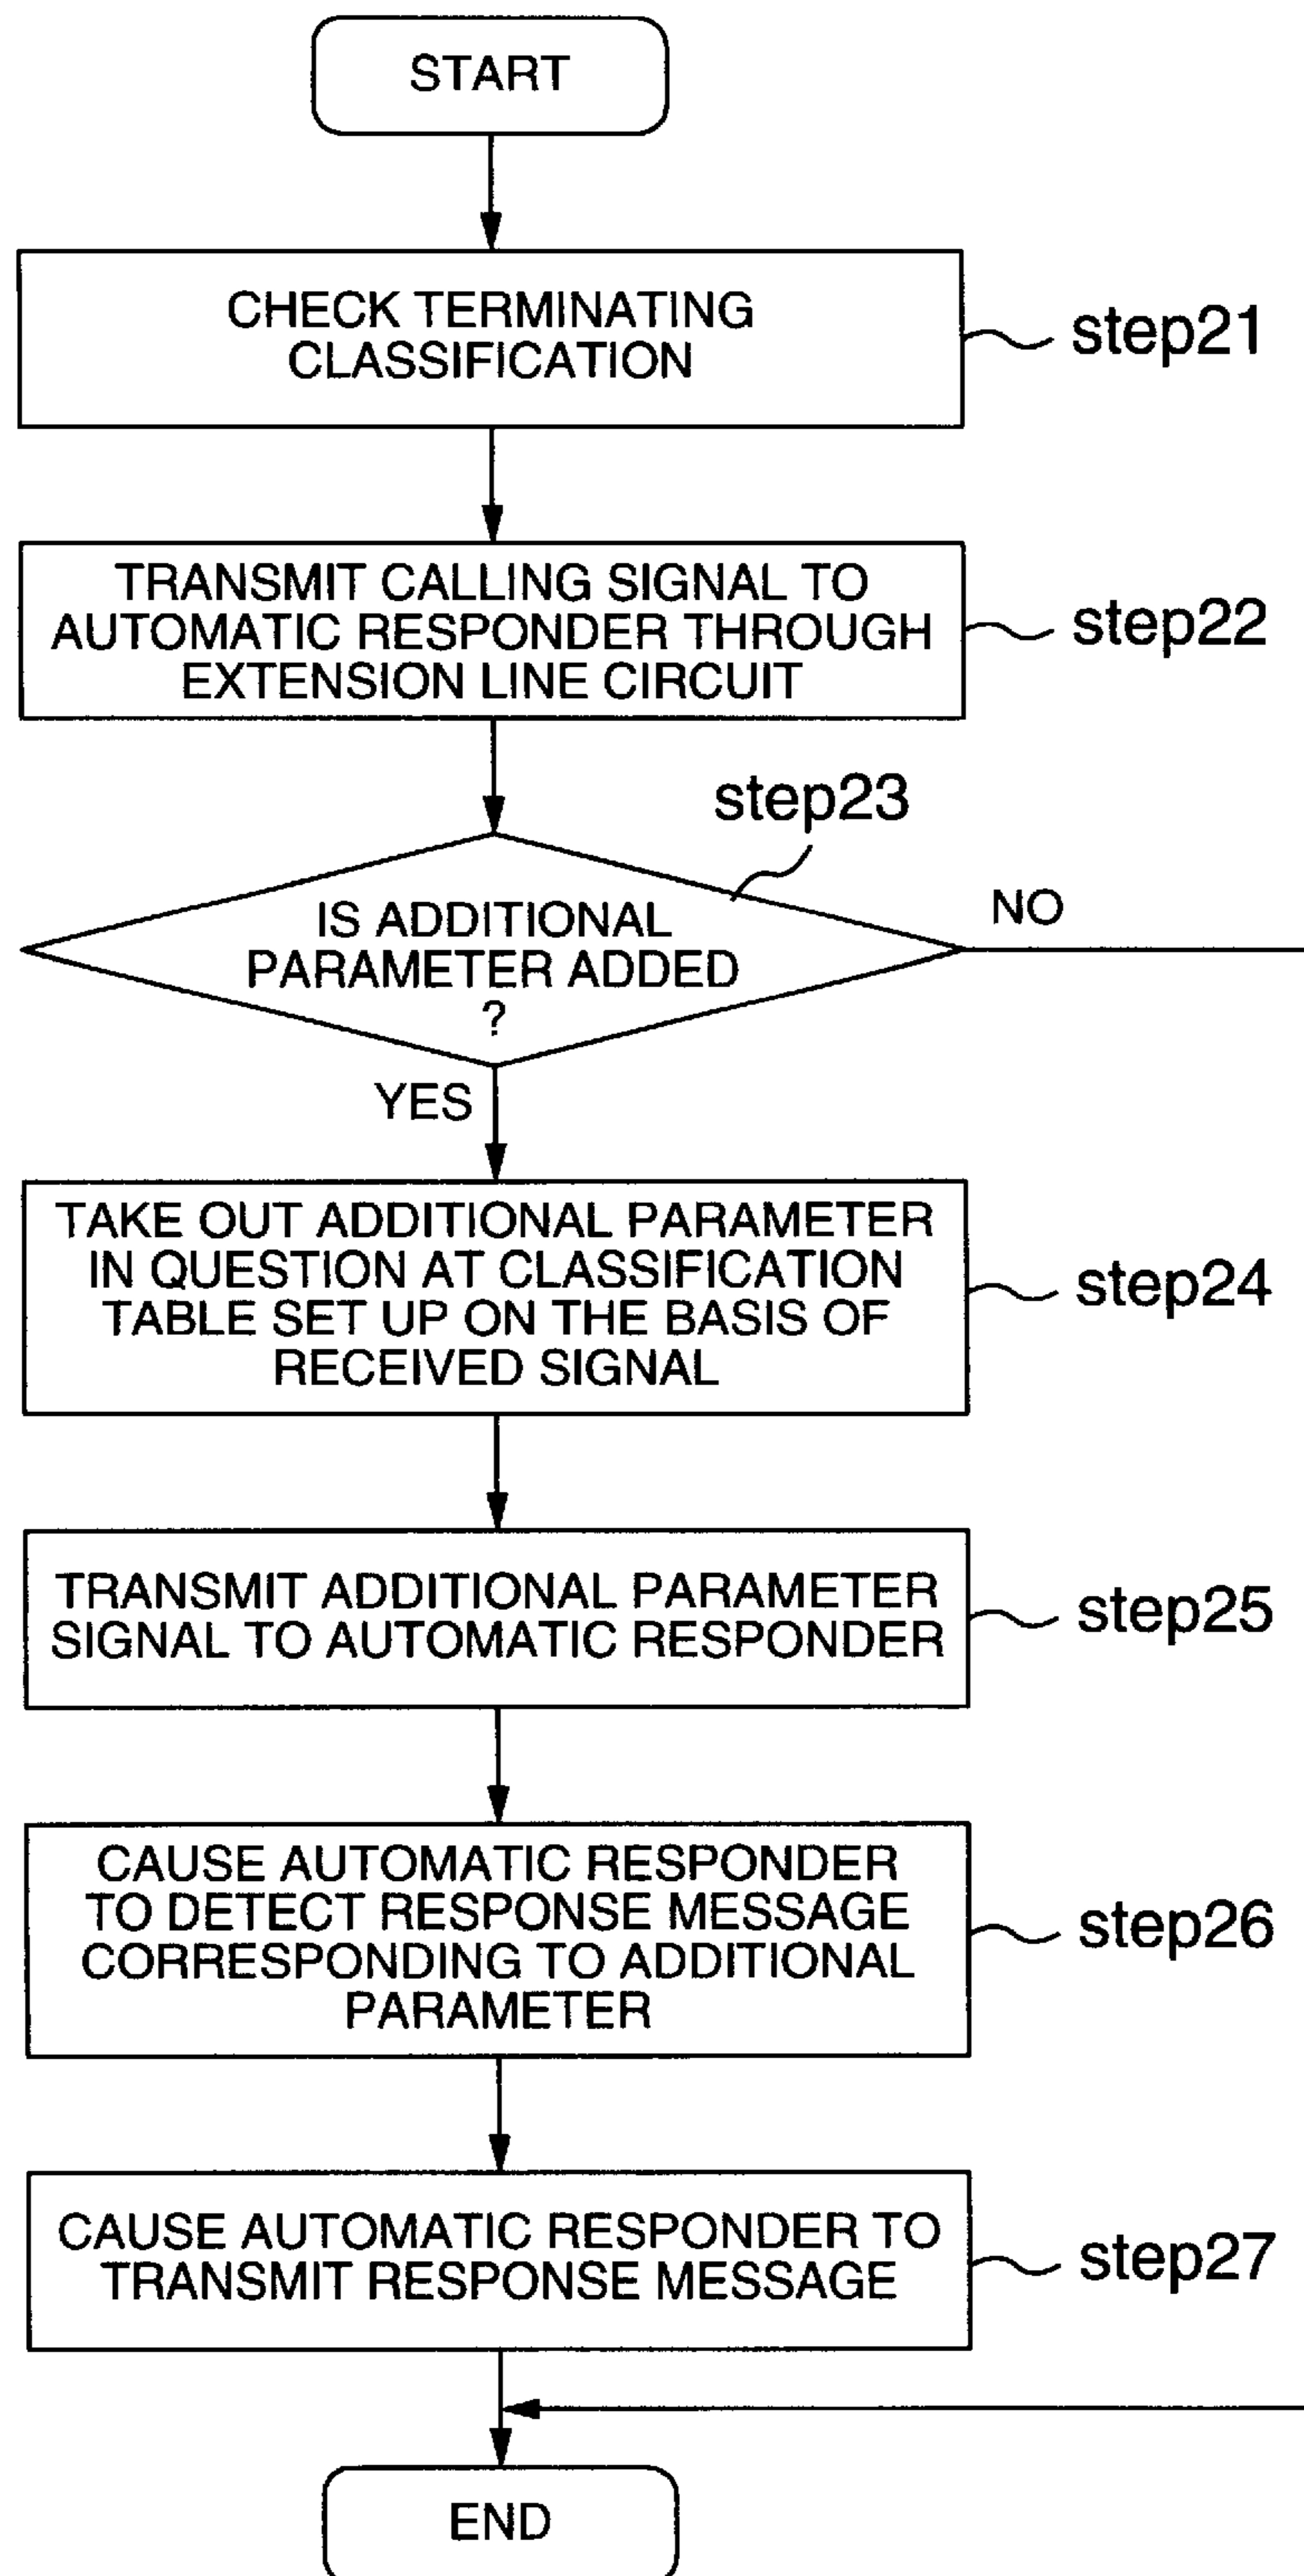 START
CHECK TERMINATING
CLASSIFICATION
step21
TRANSMIT CALLING SIGNAL TO
AUTOMATIC RESPONDER THROUGH
EXTENSION LINE CIRCUIT
step22
step23
IS ADDITIONAL
PARAMETER ADDED
?
NO
YES
TAKE OUT ADDITIONAL PARAMETER
IN QUESTION AT CLASSIFICATION
TABLE SET UP ON THE BASIS OF
RECEIVED SIGNAL
step24
TRANSMIT ADDITIONAL PARAMETER
SIGNAL TO AUTOMATIC RESPONDER
step25
CAUSE AUTOMATIC RESPONDER
TO DETECT RESPONSE MESSAGE
CORRESPONDING TO ADDITIONAL
PARAMETER
step26
CAUSE AUTOMATIC RESPONDER TO
TRANSMIT RESPONSE MESSAGE
step27
END